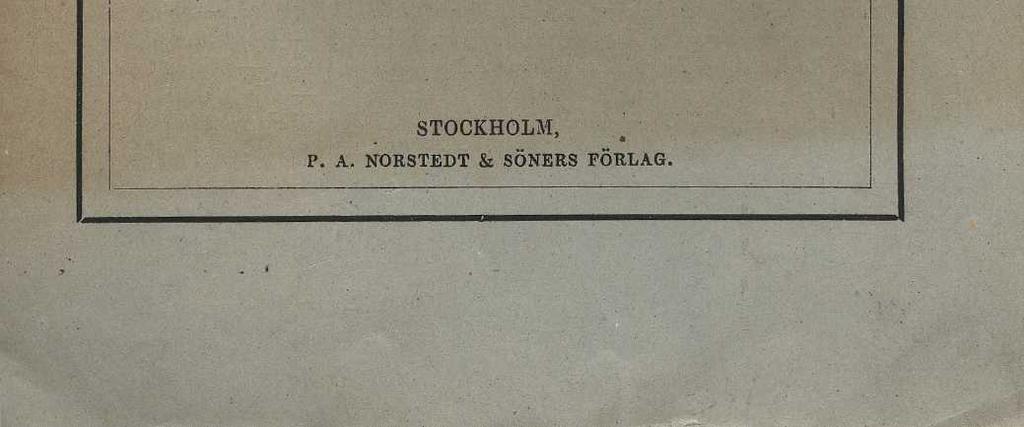 STOCKHOLM,
P. A. NORSTEDT & SÖNERS FÖRLAG.